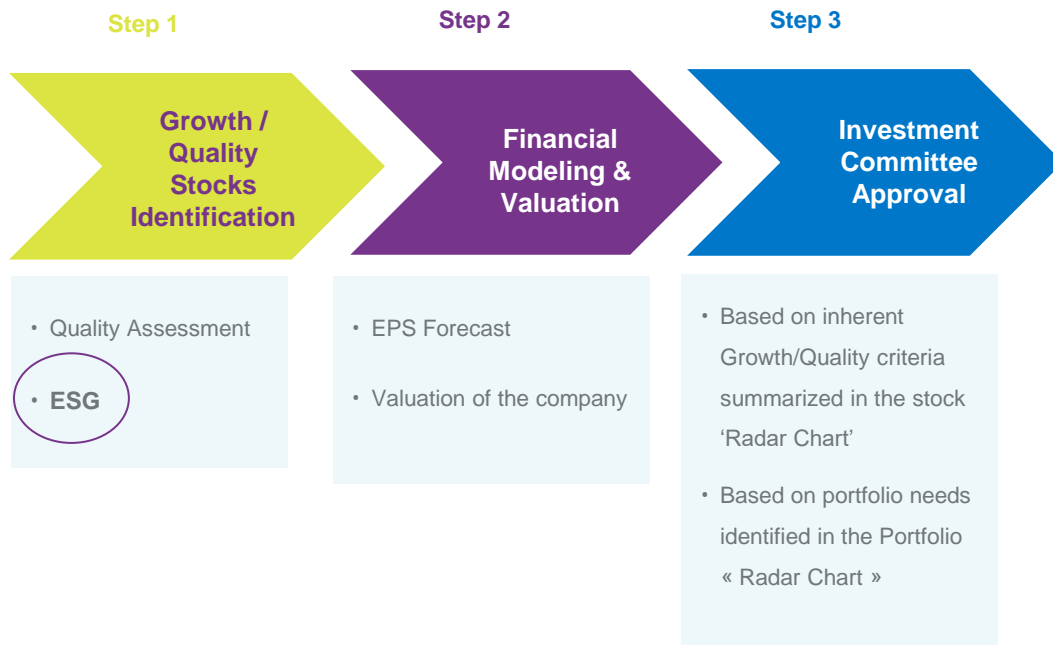 Step 1
Step 2
Step 3
Growth /
Quality
Stocks
Identification
Financial
Modeling &
Valuation
Investment
Committee
Approval
• Quality Assessment
• ESG
• EPS Forecast
• Valuation of the company
• Based on inherent
Growth/Quality criteria
summarized in the stock
‘Radar Chart’
• Based on portfolio needs
identified in the Portfolio
« Radar Chart »